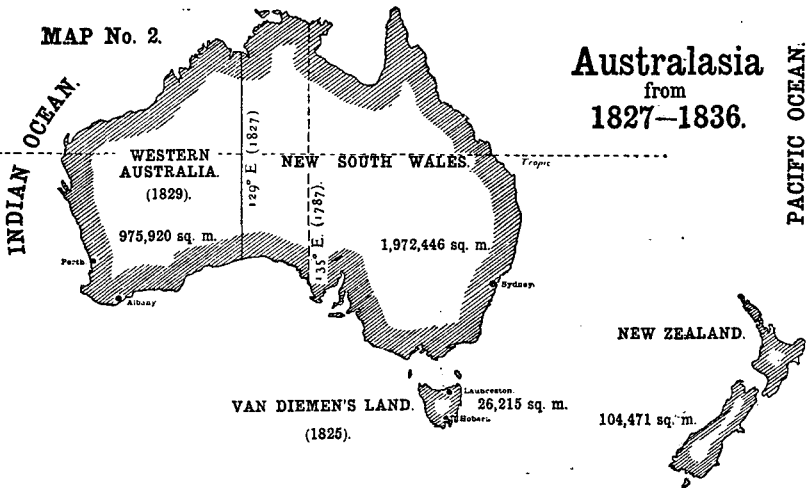 MAP No. 2.
Australasia
from
1827—1836.
INDIAN OCEAN.
PACIFIC OCEAN.
WESTERN
AUSTRALIA.
(1829).
975,920 sq. m.
129° E. (1827)
NEW SOUTH WALES.
135° E. (1787).
1,972,446 sq. m.
Tropic
Perth
Albany
Sydney.
NEW ZEALAND.
104,471 sq. m.
VAN DIEMEN'S LAND.
(1825).
Launceston.
26,215 sq. m.
Hobart.